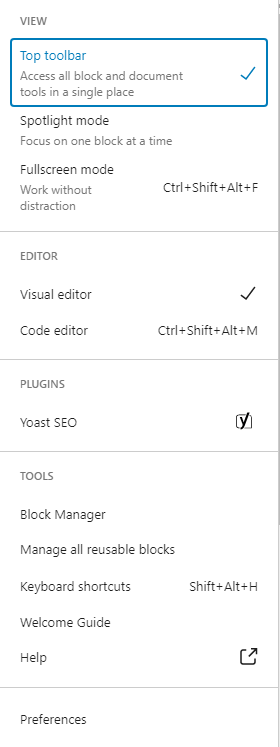 VIEW
Top toolbar
Access all block and document
tools in a single place
Spotlight mode
Focus on one block at a time
Fullscreen mode
Work without
distraction
Ctrl+Shift+Alt+F
EDITOR
Visual editor
Code editor Ctrl+Shift+Alt+M
PLUGINS
Yoast SEO
TOOLS
Block Manager
Manage all reusable blocks
Keyboard shortcuts Shift+Alt+H
Welcome Guide
Help
Preferences